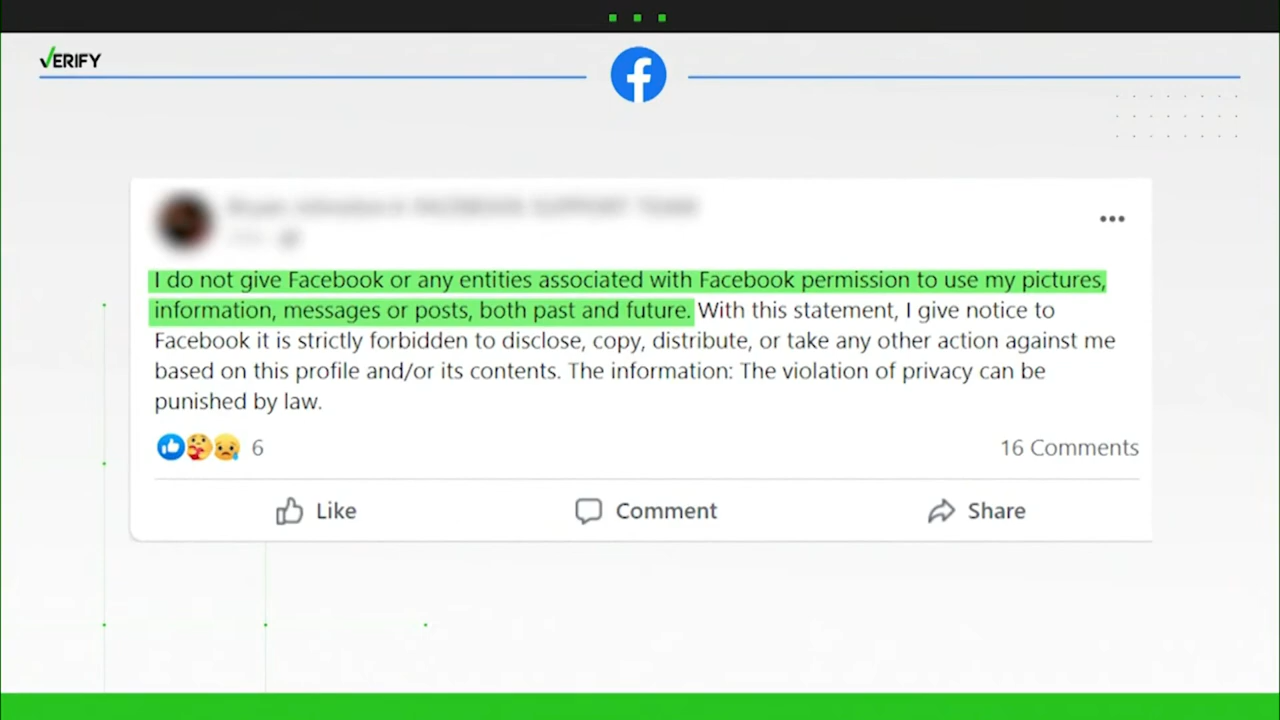 VERIFY
I do not give Facebook or any entities associated with Facebook permission to use my pictures,
information, messages or posts, both past and future. With this statement, I give notice to
Facebook it is strictly forbidden to disclose, copy, distribute, or take any other action against me
based on this profile and/or its contents. The information: The violation of privacy can be
punished by law.
6
16 Comments
Like
Comment
Share